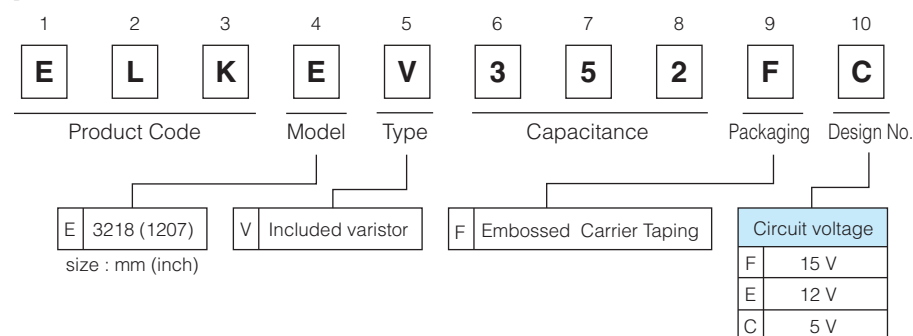 1 2 3 4 5 6 7 8 9 10
E L K E V 3 5 2 F C
Product Code Model Type Capacitance Packaging Design No.
E 3218 (1207) V Included varistor F Embossed Carrier Taping Circuit voltage
size : mm (inch) F 15 V
E 12 V
C 5 V